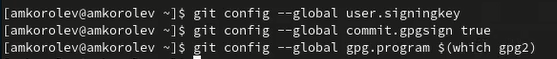 [amkorolev@amkorolev ~]$ git config --global user.signingkey
[amkorolev@amkorolev ~]$ git config --global commit.gpgsign true
[amkorolev@amkorolev ~]$ git config --global gpg.program $(which gpg2)